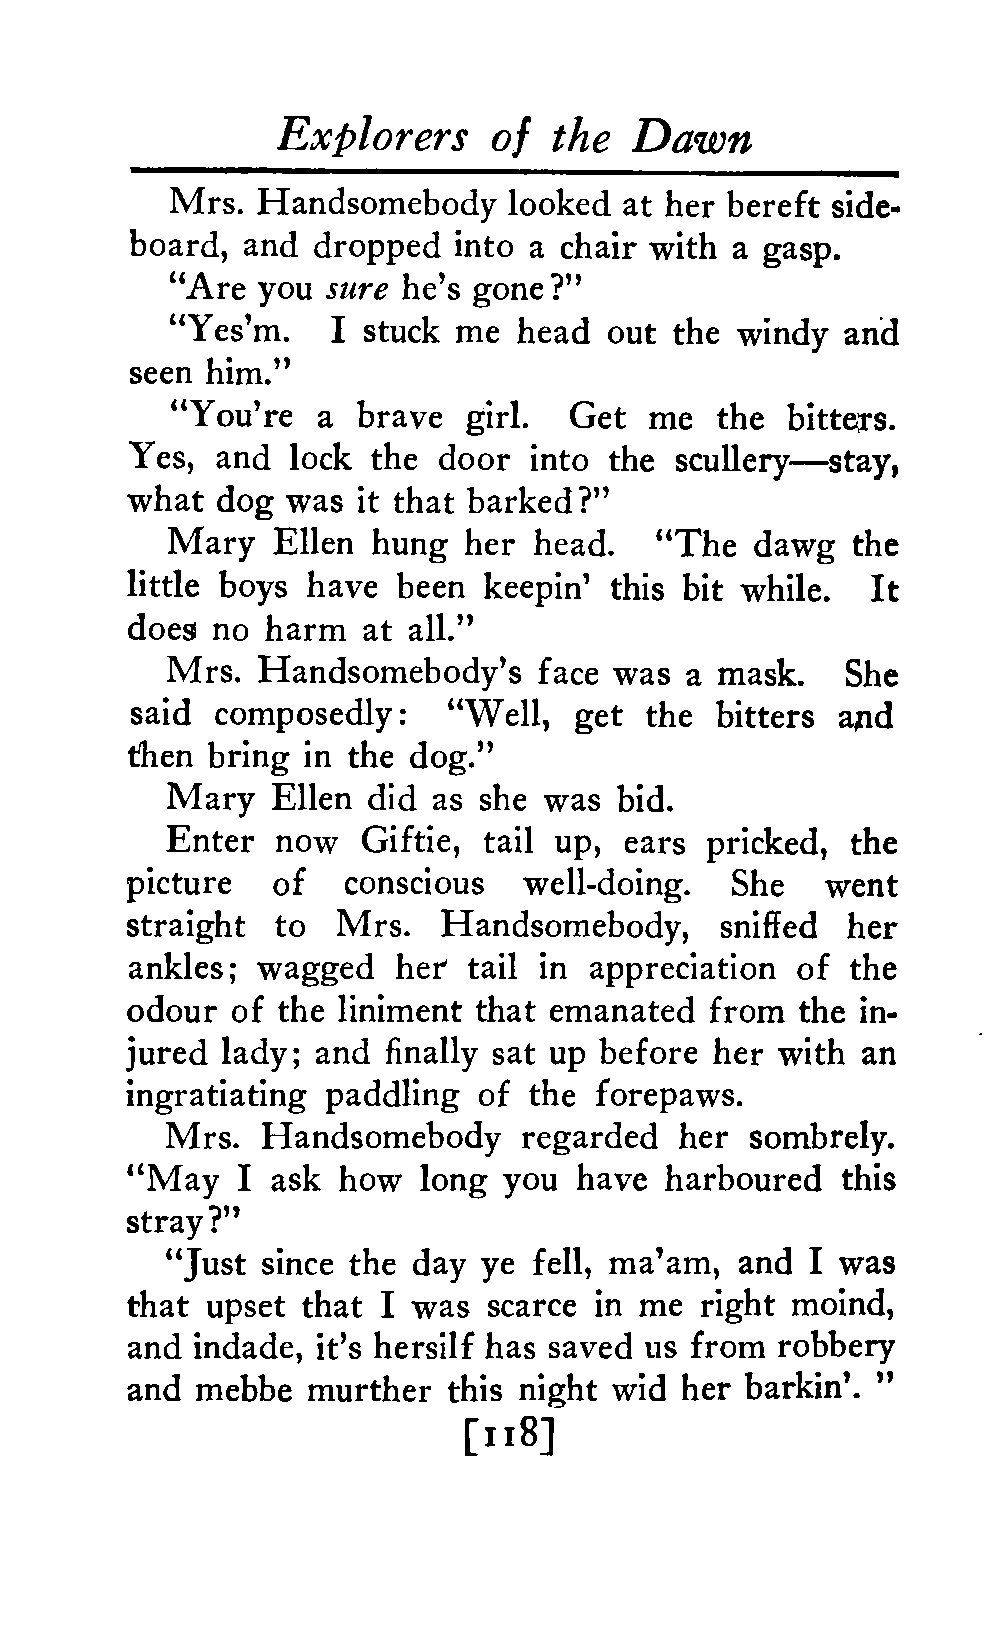 Explorers of the Dawn
Mrs. Handsomebody looked at her bereft side-
board, and dropped into a chair with a gasp.
"Are you sure he's gone?"
"Yes'm. I stuck me head out the windy and
seen him."
"You're a brave girl. Get me the bitters.
Yes, and lock the door into the scullery—stay,
what dog was it that barked?"
Mary Ellen hung her head. "The dawg the
little boys have been keepin' this bit while. It
does no harm at all."
Mrs. Handsomebody's face was a mask. She
said composedly: "Well, get the bitters and
then bring in the dog."
Mary Ellen did as she was bid.
Enter now Giftie, tail up, ears pricked, the
picture of conscious well-doing. She went
straight to Mrs. Handsomebody, sniffed her
ankles; wagged her tail in appreciation of the
odour of the liniment that emanated from the in-
jured lady; and finally sat up before her with an
ingratiating paddling of the forepaws.
Mrs. Handsomebody regarded her sombrely.
"May I ask how long you have harboured this
stray?"
"Just since the day ye fell, ma'am, and I was
that upset that I was scarce in me right moind,
and indade, it's hersilf has saved us from robbery
and mebbe murther this night wid her barkin'. "
[118]